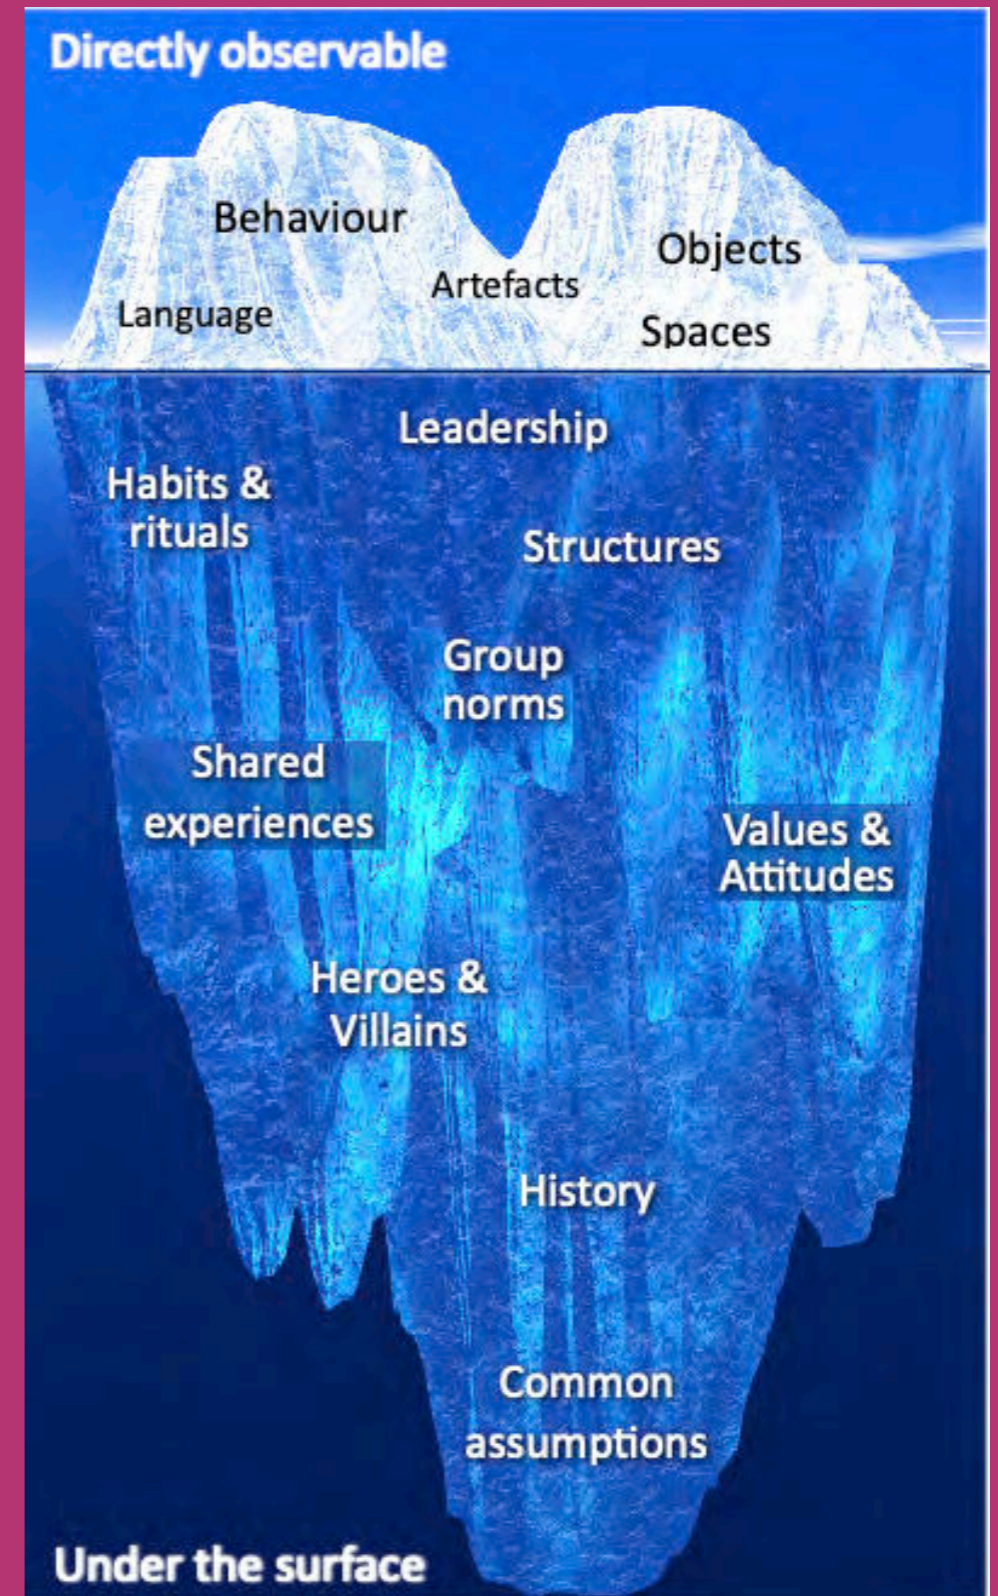 Directly observable
Behaviour
Objects
Artefacts
Language
Spaces
Leadership
Habits &
rituals
Structures
Group
norms
Shared
experiences
Values &
Attitudes
Heroes &
Villains
History
Common
assumptions
Under the surface